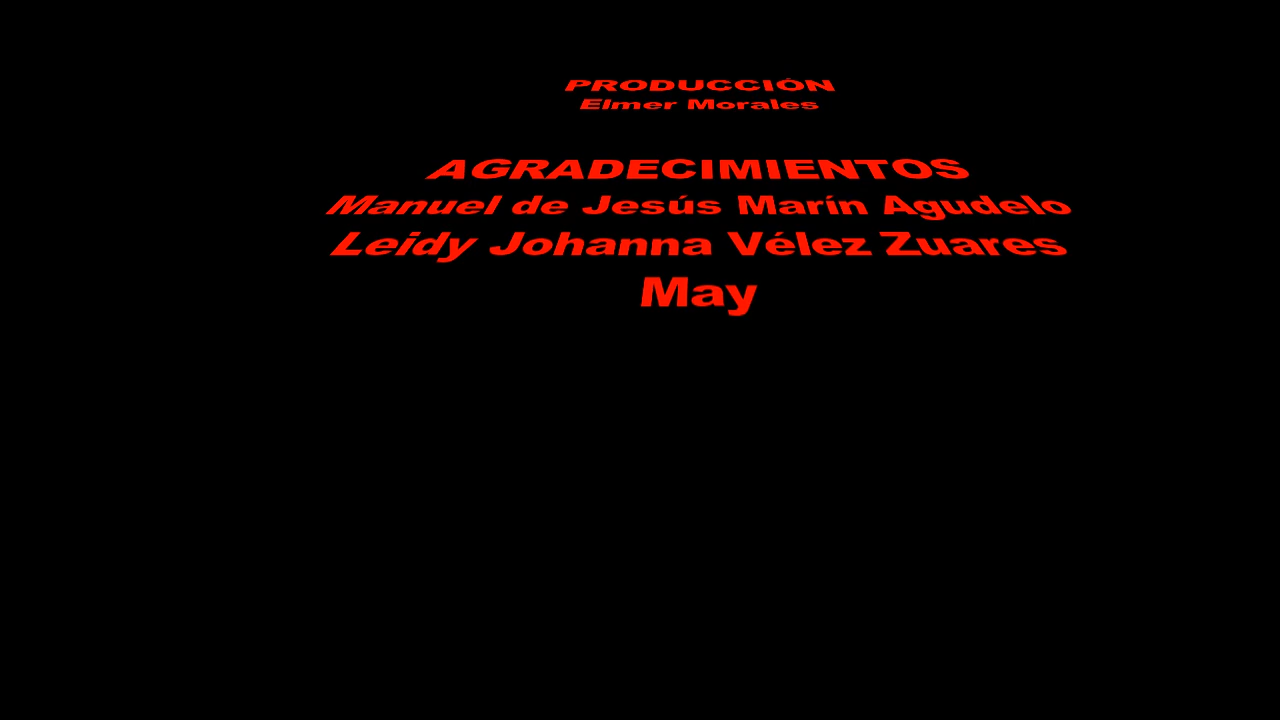 PRODUCCIÓN
Elmer Morales
AGRADECIMIENTOS
Manuel de Jesús Marín Agudelo
Leidy Johanna Vélez Zuares
May